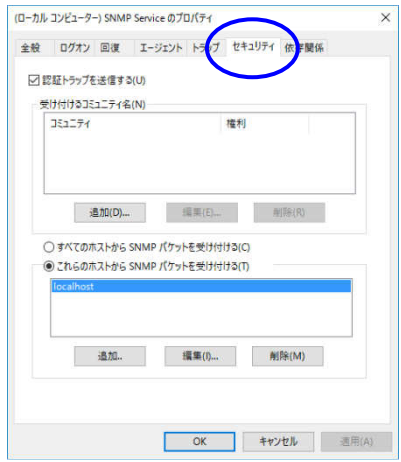 (ローカル コンピューター) SNMP Service のプロパティ
全般 ログオン 回復 エージェント トラップ セキュリティ 依存関係
認証トラップを送信する(U)
受け付けるコミュニティ名(N)
コミュニティ 権利
追加(D)... 編集(E)... 削除(R)
すべてのホストから SNMP パケットを受け付ける(C)
これらのホストから SNMP パケットを受け付ける(T)
localhost
追加.. 編集(I)... 削除(M)
OK キャンセル 適用(A)